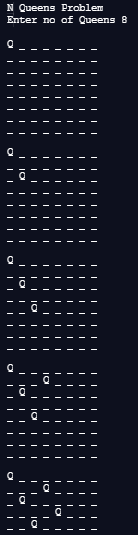 N Queens Problem
Enter no of Queens 8
Q _ _ _ _ _ _ _
_ _ _ _ _ _ _ _
_ _ _ _ _ _ _ _
_ _ _ _ _ _ _ _
_ _ _ _ _ _ _ _
_ _ _ _ _ _ _ _
_ _ _ _ _ _ _ _
_ _ _ _ _ _ _ _
Q _ _ _ _ _ _ _
_ _ _ _ _ _ _ _
_ Q _ _ _ _ _ _
_ _ _ _ _ _ _ _
_ _ _ _ _ _ _ _
_ _ _ _ _ _ _ _
_ _ _ _ _ _ _ _
_ _ _ _ _ _ _ _
Q _ _ _ _ _ _ _
_ _ _ _ _ _ _ _
_ Q _ _ _ _ _ _
_ _ _ _ _ _ _ _
_ _ Q _ _ _ _ _
_ _ _ _ _ _ _ _
_ _ _ _ _ _ _ _
_ _ _ _ _ _ _ _
Q _ _ _ _ _ _ _
_ _ _ Q _ _ _ _
_ Q _ _ _ _ _ _
_ _ _ _ _ _ _ _
_ _ Q _ _ _ _ _
_ _ _ _ _ _ _ _
_ _ _ _ _ _ _ _
_ _ _ _ _ _ _ _
Q _ _ _ _ _ _ _
_ _ _ Q _ _ _ _
_ Q _ _ _ _ _ _
_ _ _ _ Q _ _ _
_ _ Q _ _ _ _ _